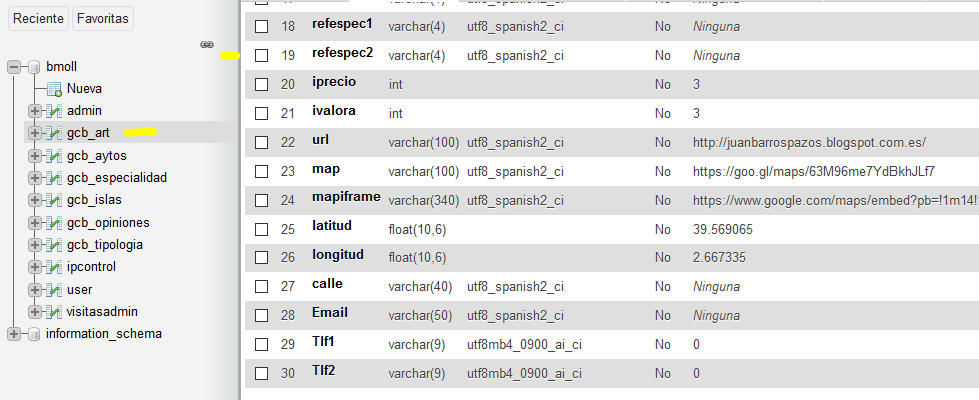 Reciente Favoritas
bmoll
Nueva
admin
gcb_art
gcb_aytos
gcb_especialidad
gcb_islas
gcb_opiniones
gcb_tipologia
ipcontrol
user
visitasadmin
information_schema
18 refespec1 varchar(4) utf8_spanish2_ci No Ninguna
19 refespec2 varchar(4) utf8_spanish2_ci No Ninguna
20 iprecio int No 3
21 ivalora int No 3
22 url varchar(100) utf8_spanish2_ci No http://juanbarrospazos.blogspot.com.es/
23 map varchar(100) utf8_spanish2_ci No https://goo.gl/maps/63M96me7YdBkhJLf7
24 mapiframe varchar(340) utf8_spanish2_ci No https://www.google.com/maps/embed?pb=!1m14!
25 latitud float(10,6) No 39.569065
26 longitud float(10,6) No 2.667335
27 calle varchar(40) utf8_spanish2_ci No Ninguna
28 Email varchar(50) utf8_spanish2_ci No Ninguna
29 Tlf1 varchar(9) utf8mb4_0900_ai_ci No 0
30 Tlf2 varchar(9) utf8mb4_0900_ai_ci No 0